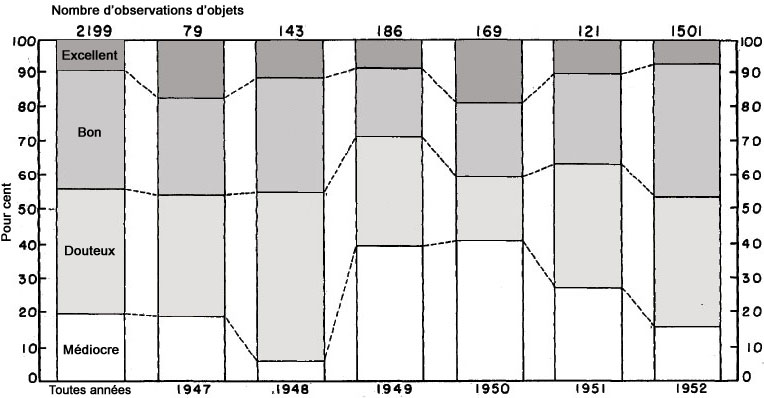 Nombre d'observations d'objets
2199 79 143 186 169 121 1501
100 100
Excellent
90 90
80 80
Bon
70 70
60 60
Pour cent
50 50
Douteux
40 40
30 30
20 20
Médiocre
10 10
0 0
Toutes années 1947 .1948 1949 1950 1951 1952